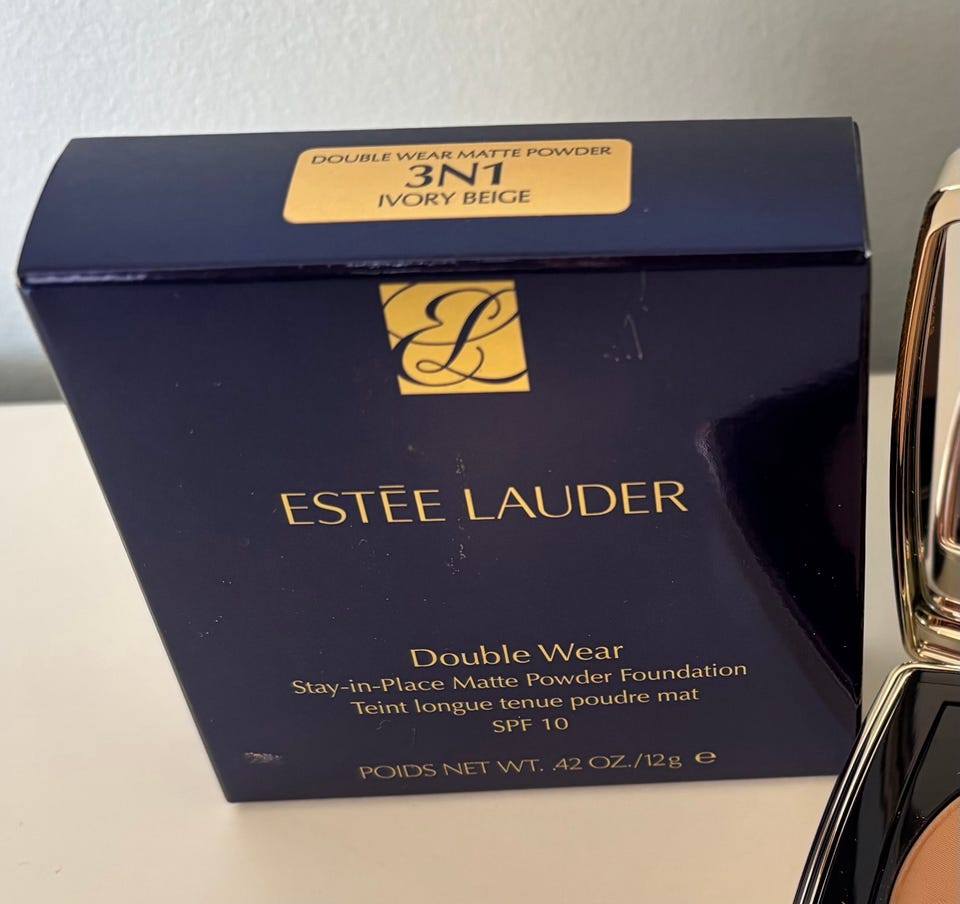 DOUBLE WEAR MATTE POWDER
3N1
IVORY BEIGE
EL
ESTĒE LAUDER
Double Wear
Stay-in-Place Matte Powder Foundation
Teint longue tenue poudre mat
SPF 10
POIDS NET WT. .42 OZ./12g ℮